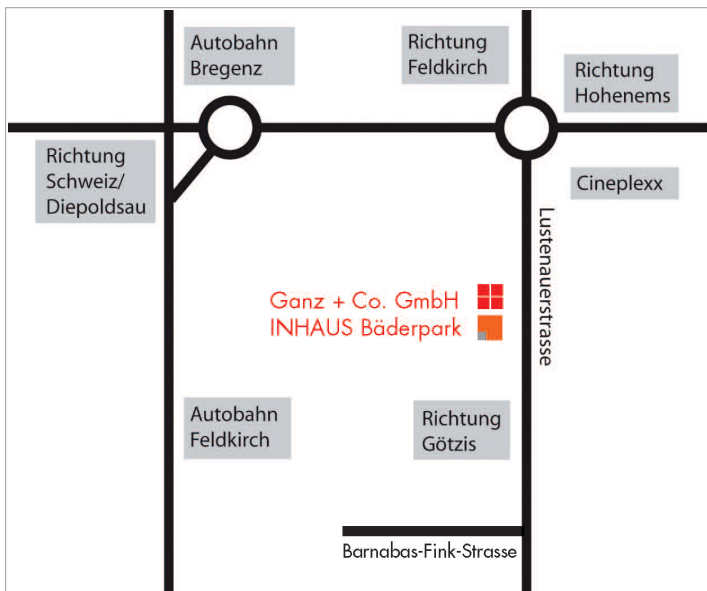 Autobahn
Bregenz
Richtung
Feldkirch
Richtung
Hohenems
Richtung
Schweiz/
Diepoldsau
Cineplexx
Lustenauerstrasse
Ganz + Co. GmbH
INHAUS Bäderpark
Autobahn
Feldkirch
Richtung
Götzis
Barnabas-Fink-Strasse